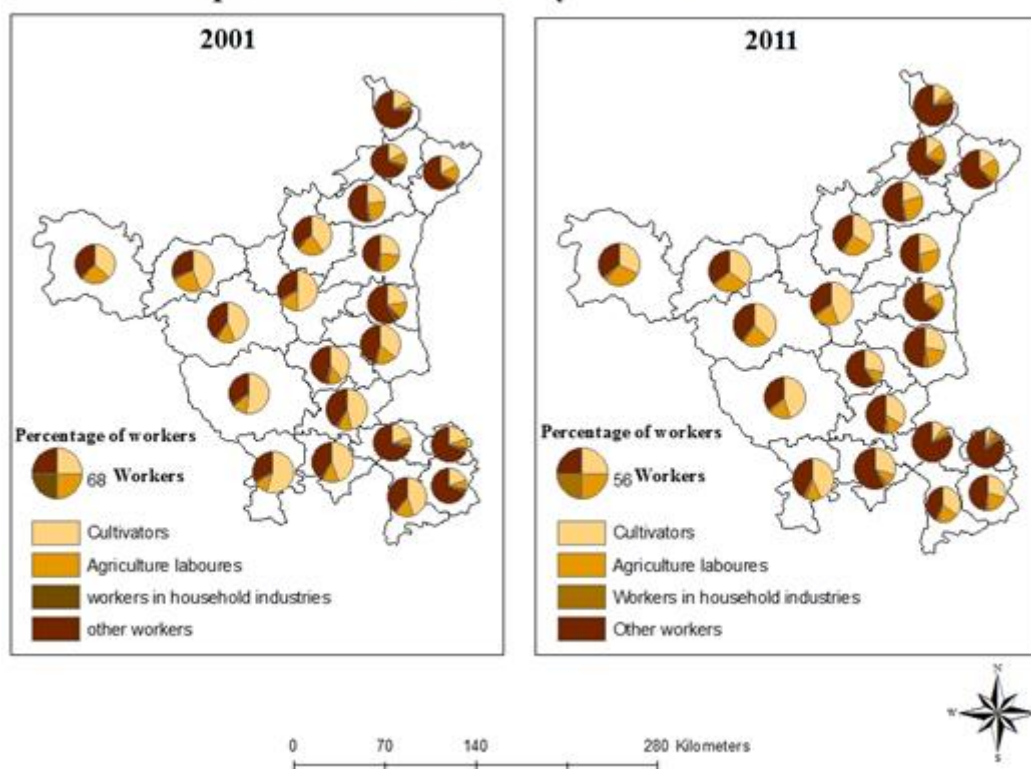 2001
Percentage of workers
68 Workers
Cultivators
Agriculture laboures
workers in household industries
other workers
2011
Percentage of workers
56 Workers
Cultivators
Agriculture laboures
Workers in household industries
Other workers
N
W
S
0 70 140 280 Kilometers